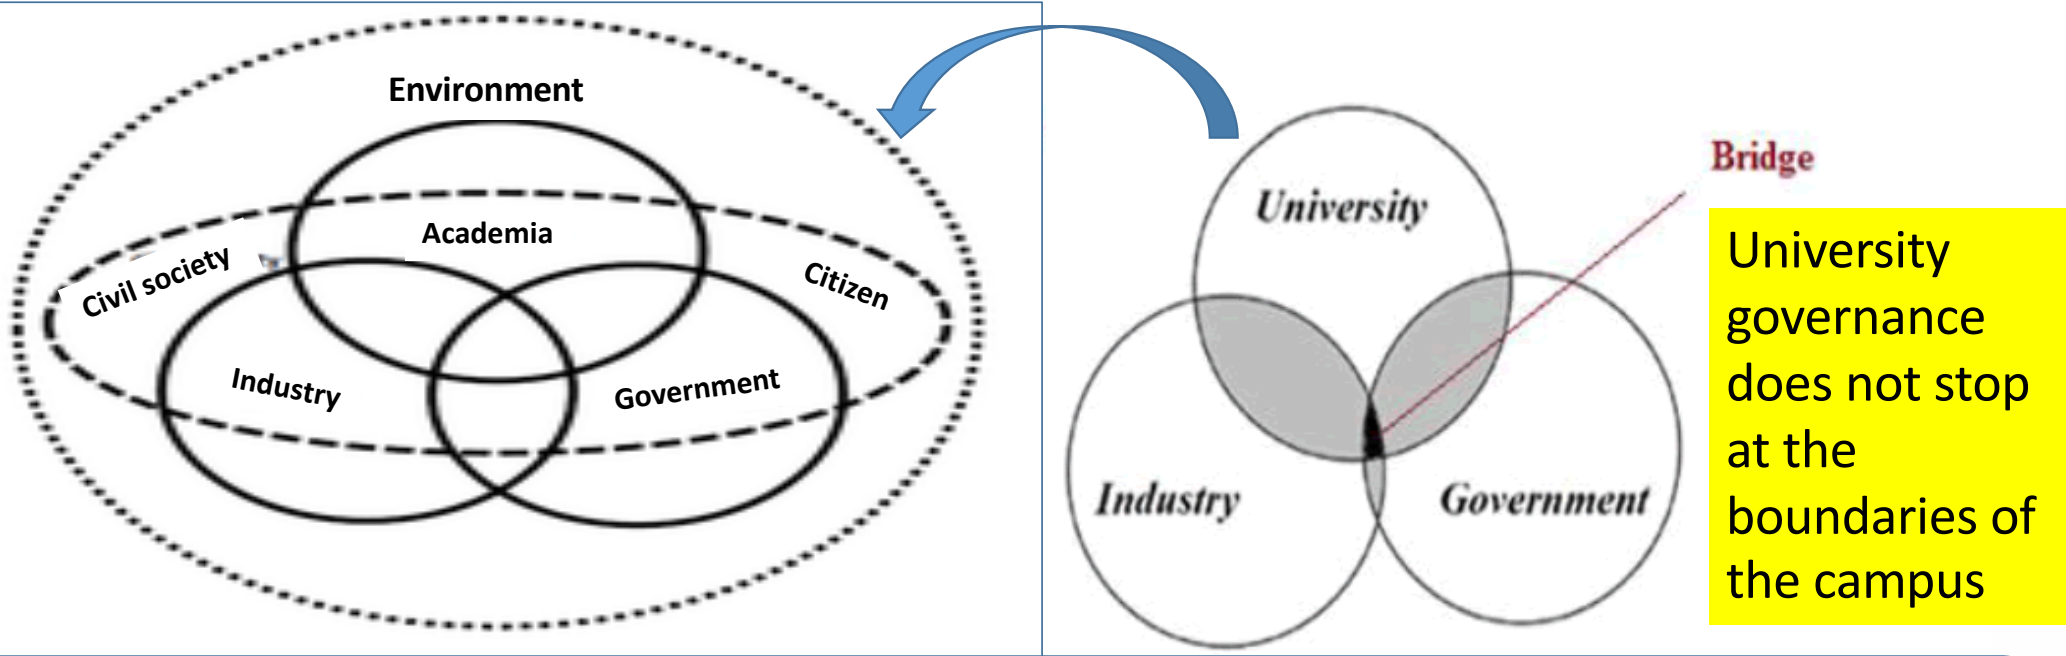 Environment
Academia
Civil society
Citizen
Industry
Government
University
Industry
Government
Bridge
University
governance
does not stop
at the
boundaries of
the campus